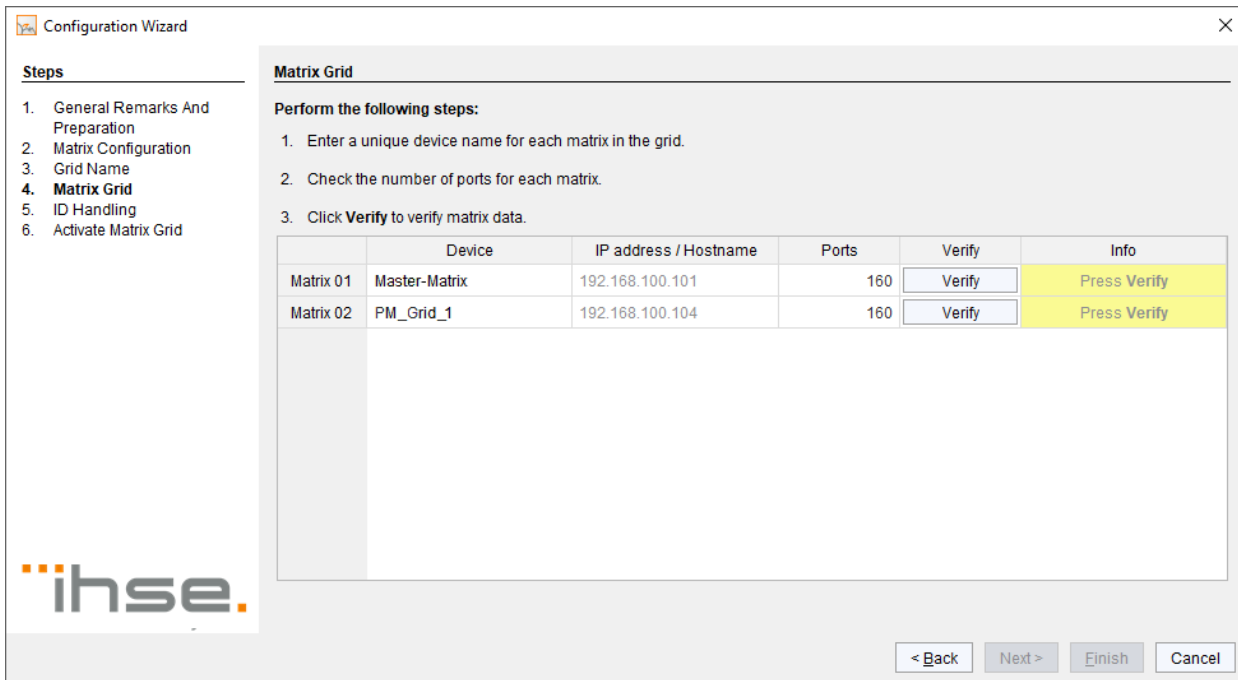 Configuration Wizard
Steps
1. General Remarks And
Preparation
2. Matrix Configuration
3. Grid Name
4. Matrix Grid
5. ID Handling
6. Activate Matrix Grid
ihse.
Matrix Grid
Perform the following steps:
1. Enter a unique device name for each matrix in the grid.
2. Check the number of ports for each matrix.
3. Click Verify to verify matrix data.
Device IP address / Hostname Ports Verify Info
Matrix 01 Master-Matrix 192.168.100.101 160 Verify Press Verify
Matrix 02 PM_Grid_1 192.168.100.104 160 Verify Press Verify
< Back Next > Finish Cancel